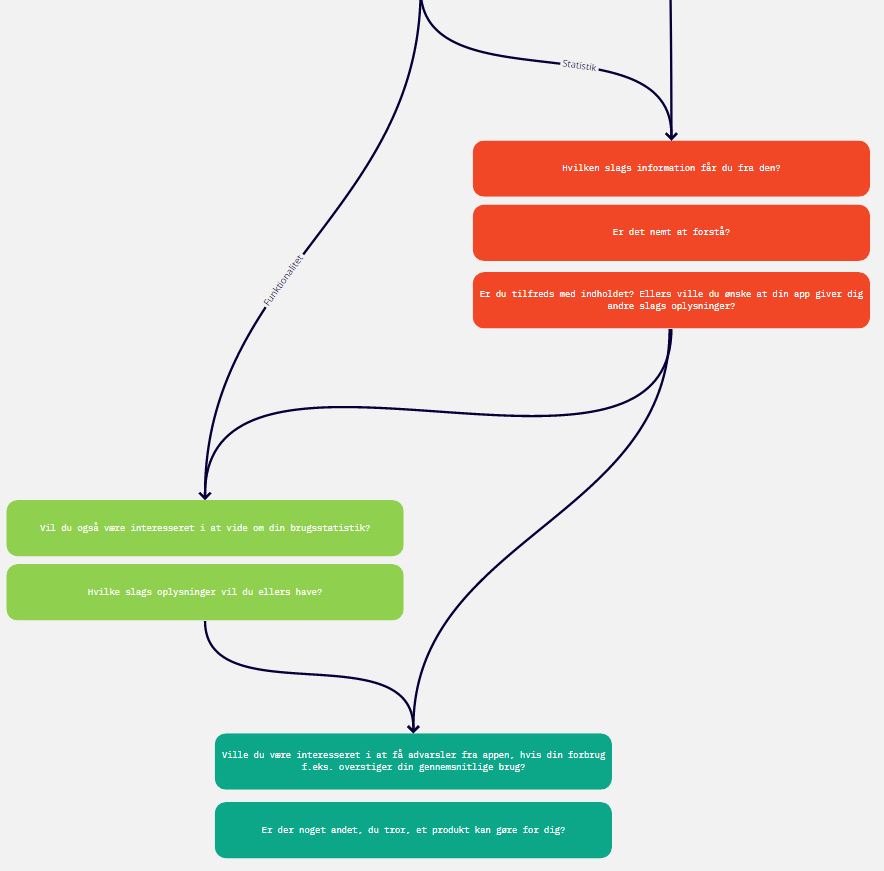 Statistik
Hvilken slags information får du fra den?
Er det nemt at forstå?
Funktionalitet
Er du tilfreds med indholdet? Ellers ville du ønske at din app giver dig
andre slags oplysninger?
Vil du også være interesseret i at vide om din brugsstatistik?
Hvilke slags oplysninger vil du ellers have?
Ville du være interesseret i at få advarsler fra appen, hvis din forbrug
f.eks. overstiger din gennemsnitlige brug?
Er der noget andet, du tror, et produkt kan gøre for dig?